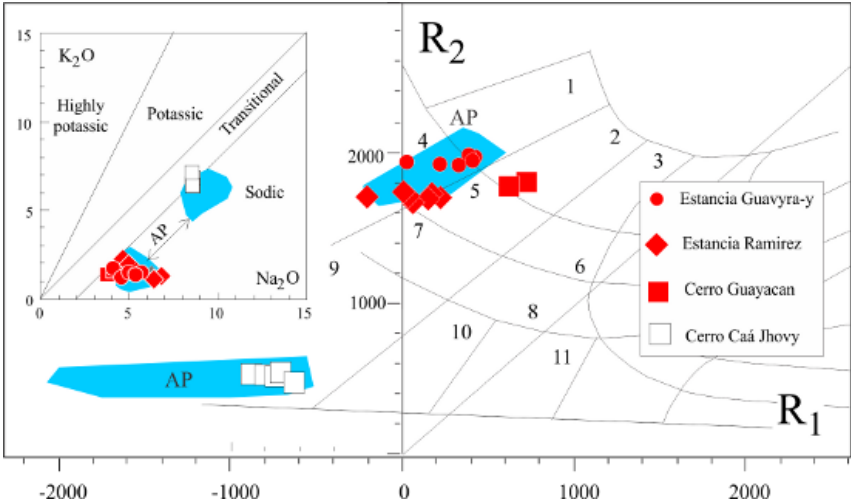 15
K2O
R2
Highly
potassic
Potassic
Transitional
10
Sodic
5
AP
Na2O
0
0
5
10
15
1
AP
2
4
2000
3
5
7
9
6
1000
8
10
11
Estancia Guavyra-y
Estancia Ramirez
Cerro Guayacan
Cerro Caá Jhovy
AP
R1
-2000
-1000
0
1000
2000